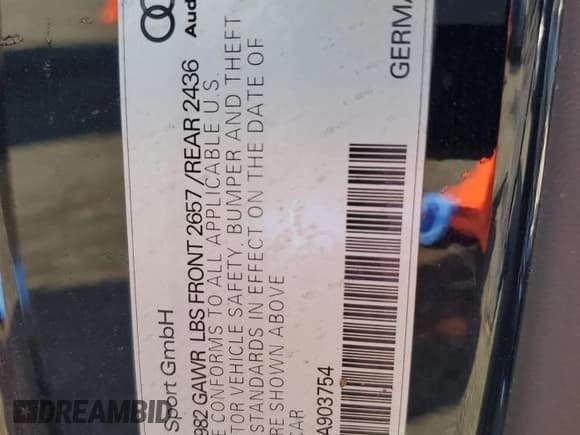 Sport GmbH
982 GAWR LBS FRONT 2657 /REAR 2436
CONFORMS TO ALL APPLICABLE U.S.
TOR VEHICLE SAFETY, BUMPER AND THEFT
STANDARDS IN EFFECT ON THE DATE OF
RE SHOWN ABOVE
CAR
A903754
GERMA
Aud
DREAMBID